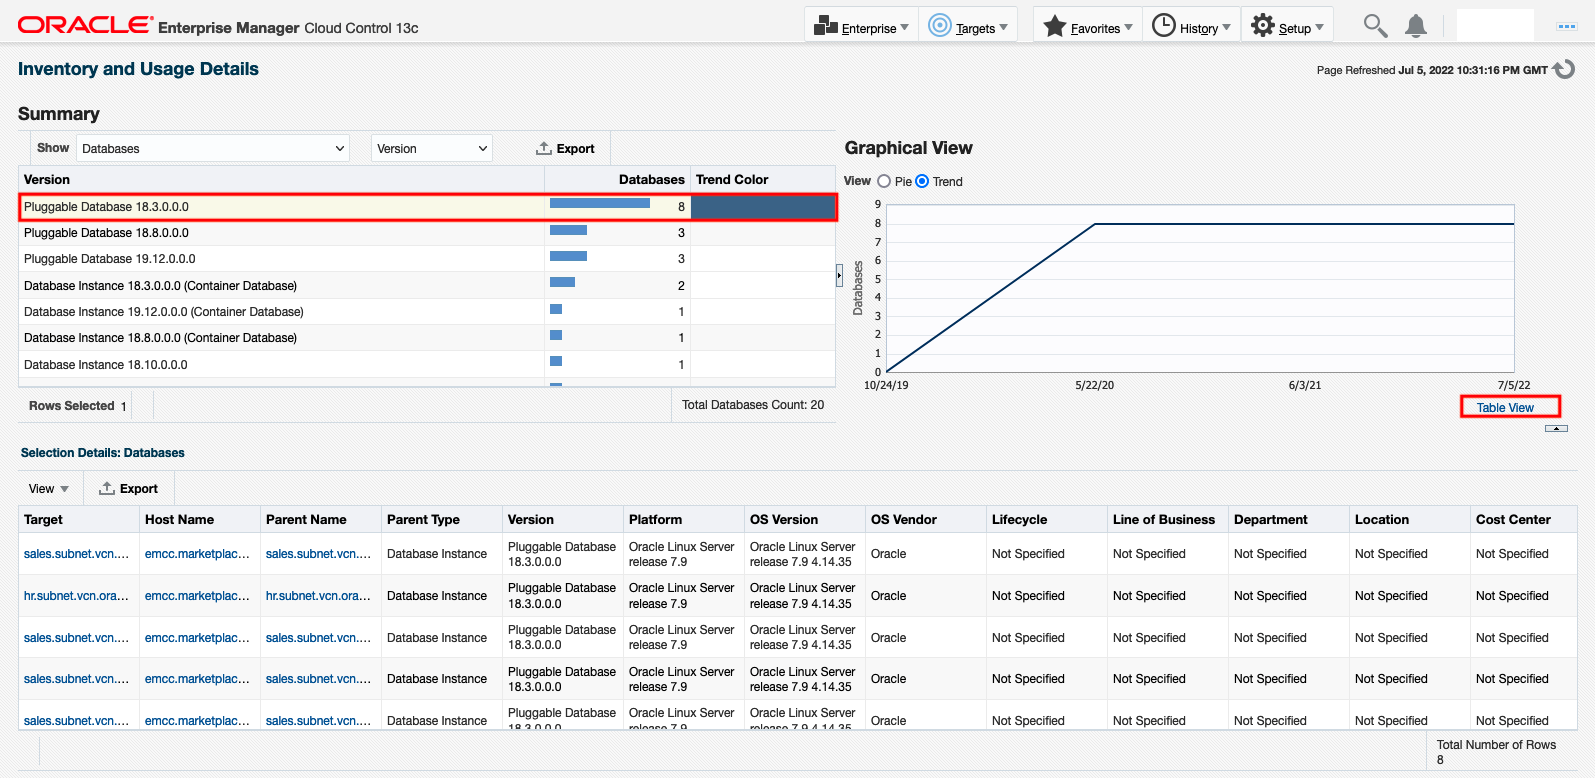 ORACLE Enterprise Manager Cloud Control 13c
Enterprise
Targets
Favorites
History
Setup
Inventory and Usage Details
Page Refreshed Jul 5, 2022 10:31:16 PM GMT
Summary
Show Databases Version Export
Version Databases Trend Color
Pluggable Database 18.3.0.0.0 8
Pluggable Database 18.8.0.0.0 3
Pluggable Database 19.12.0.0.0 3
Database Instance 18.3.0.0.0 (Container Database) 2
Database Instance 19.12.0.0.0 (Container Database) 1
Database Instance 18.8.0.0.0 (Container Database) 1
Database Instance 18.10.0.0.0 1
Rows Selected 1
Total Databases Count: 20
Graphical View
View Pie Trend
9
8
7
6
5
4
3
2
1
0
Databases
10/24/19 5/22/20 6/3/21 7/5/22
Table View
Selection Details: Databases
View Export
Target Host Name Parent Name Parent Type Version Platform OS Version OS Vendor Lifecycle Line of Business Department Location Cost Center
sales.subnet.vcn.... emcc.marketplac... sales.subnet.vcn.... Database Instance Pluggable Database 18.3.0.0.0 Oracle Linux Server release 7.9 Oracle Linux Server release 7.9 4.14.35 Oracle Not Specified Not Specified Not Specified Not Specified Not Specified
hr.subnet.vcn.ora... emcc.marketplac... hr.subnet.vcn.ora... Database Instance Pluggable Database 18.3.0.0.0 Oracle Linux Server release 7.9 Oracle Linux Server release 7.9 4.14.35 Oracle Not Specified Not Specified Not Specified Not Specified Not Specified
sales.subnet.vcn.... emcc.marketplac... sales.subnet.vcn.... Database Instance Pluggable Database 18.3.0.0.0 Oracle Linux Server release 7.9 Oracle Linux Server release 7.9 4.14.35 Oracle Not Specified Not Specified Not Specified Not Specified Not Specified
sales.subnet.vcn.... emcc.marketplac... sales.subnet.vcn.... Database Instance Pluggable Database 18.3.0.0.0 Oracle Linux Server release 7.9 Oracle Linux Server release 7.9 4.14.35 Oracle Not Specified Not Specified Not Specified Not Specified Not Specified
sales.subnet.vcn.... emcc.marketplac... sales.subnet.vcn.... Database Instance Pluggable Database 18.3.0.0.0 Oracle Linux Server release 7.9 Oracle Linux Server release 7.9 4.14.35 Oracle Not Specified Not Specified Not Specified Not Specified Not Specified
Total Number of Rows
8